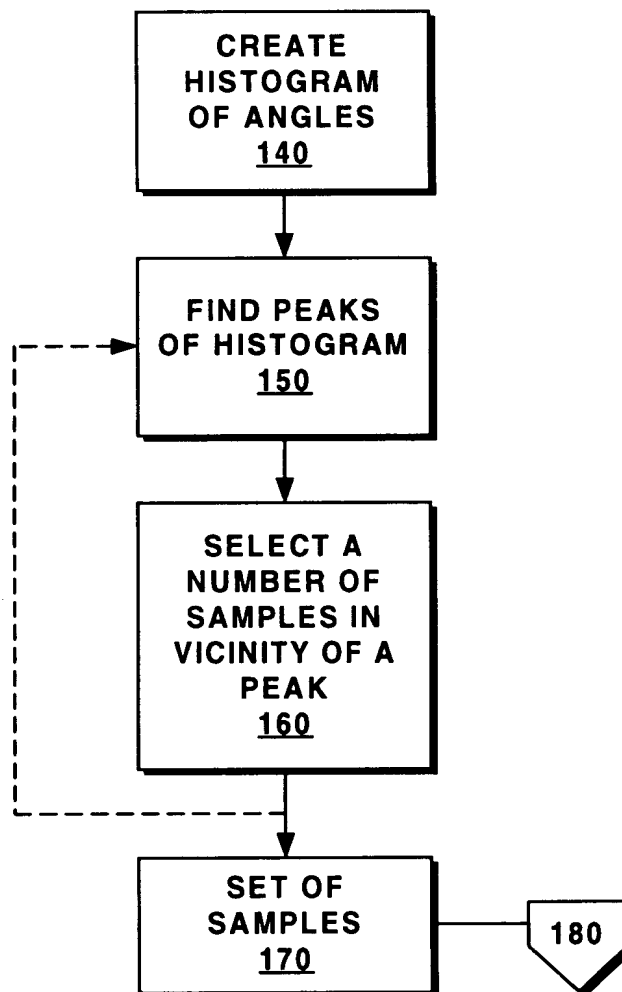 CREATE
HISTOGRAM
OF ANGLES
140
FIND PEAKS
OF HISTOGRAM
150
SELECT A
NUMBER OF
SAMPLES IN
VICINITY OF A
PEAK
160
SET OF
SAMPLES
170
180